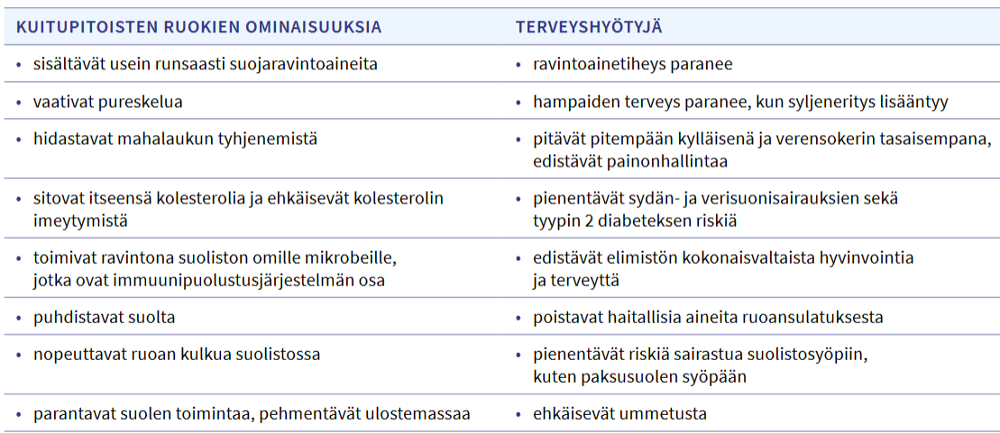 KUITUPITOISTEN RUOKIEN OMINAISUUKSIA
TERVEYSHYÖTYJÄ
• sisältävät usein runsaasti suojaravintoaineita
• ravintoainetiheys paranee
• vaativat pureskelua
• hampaiden terveys paranee, kun syljeneritys lisääntyy
• hidastavat mahalaukun tyhjenemistä
• pitävät pitempään kylläisenä ja verensokerin tasaisempana,
edistävät painonhallintaa
• sitovat itseensä kolesterolia ja ehkäisevät kolesterolin
imeytymistä
• pienentävät sydän- ja verisuonisairauksien sekä
tyypin 2 diabeteksen riskiä
• toimivat ravintona suoliston omille mikrobeille,
jotka ovat immuunipuolustusjärjestelmän osa
• edistävät elimistön kokonaisvaltaista hyvinvointia
ja terveyttä
• puhdistavat suolta
• poistavat haitallisia aineita ruoansulatuksesta
• nopeuttavat ruoan kulkua suolistossa
• pienentävät riskiä sairastua suolistosyöpiin,
kuten paksusuolen syöpään
• parantavat suolen toimintaa, pehmentävät ulostemassaa
• ehkäisevät ummetusta